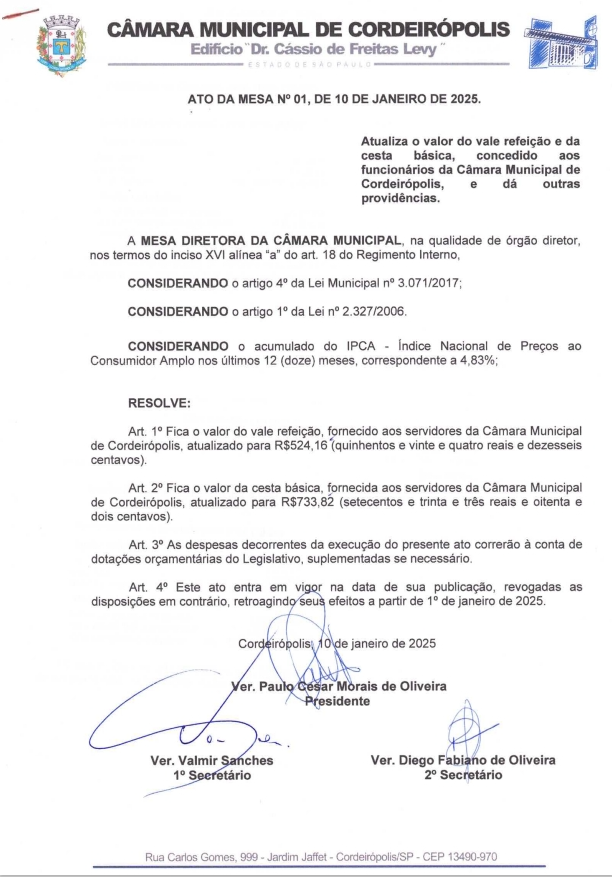 CÂMARA MUNICIPAL DE CORDEIRÓPOLIS
Edifício "Dr. Cássio de Freitas Levy"
ESTADO DE SÃO PAULO
ATO DA MESA Nº 01, DE 10 DE JANEIRO DE 2025.
Atualiza o valor do vale refeição e da
cesta básica, concedido aos
funcionários da Câmara Municipal de
Cordeirópolis, e dá outras
providências.
A MESA DIRETORA DA CÂMARA MUNICIPAL, na qualidade de órgão diretor,
nos termos do inciso XVI alínea "a" do art. 18 do Regimento Interno,
CONSIDERANDO o artigo 4º da Lei Municipal nº 3.071/2017;
CONSIDERANDO o artigo 1º da Lei nº 2.327/2006.
CONSIDERANDO o acumulado do IPCA - Índice Nacional de Preços ao
Consumidor Amplo nos últimos 12 (doze) meses, correspondente a 4,83%;
RESOLVE:
Art. 1º Fica o valor do vale refeição, fornecido aos servidores da Câmara Municipal
de Cordeirópolis, atualizado para R$524,16 (quinhentos e vinte e quatro reais e dezesseis
centavos).
Art. 2º Fica o valor da cesta básica, fornecida aos servidores da Câmara Municipal
de Cordeirópolis, atualizado para R$733,82 (setecentos e trinta e três reais e oitenta e
dois centavos).
Art. 3º As despesas decorrentes da execução do presente ato correrão à conta de
dotações orçamentárias do Legislativo, suplementadas se necessário.
Art. 4º Este ato entra em vigor na data de sua publicação, revogadas as
disposições em contrário, retroagindo seus efeitos a partir de 1º de janeiro de 2025.
Cordeirópolis, 10 de janeiro de 2025
Ver. Paulo César Morais de Oliveira
Presidente
Ver. Valmir Sanches
1º Secretário
Ver. Diego Fabiano de Oliveira
2º Secretário
Rua Carlos Gomes, 999 - Jardim Jaffet - Cordeirópolis/SP - CEP 13490-970